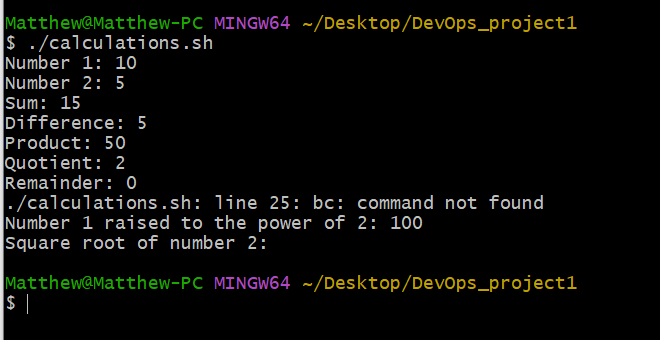 Matthew@Matthew-PC MINGW64 ~/Desktop/DevOps_project1
$ ./calculations.sh
Number 1: 10
Number 2: 5
Sum: 15
Difference: 5
Product: 50
Quotient: 2
Remainder: 0
./calculations.sh: line 25: bc: command not found
Number 1 raised to the power of 2: 100
Square root of number 2:
Matthew@Matthew-PC MINGW64 ~/Desktop/DevOps_project1
$